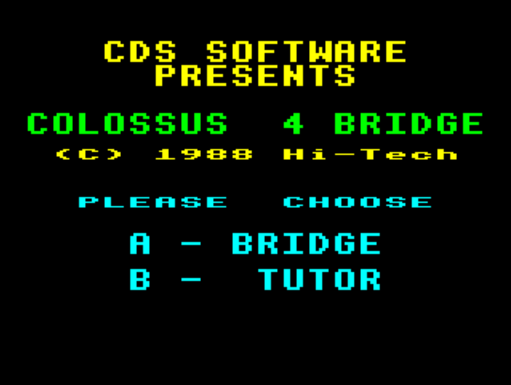 CDS SOFTWARE
PRESENTS
COLOSSUS 4 BRIDGE
(C) 1988 Hi-Tech
PLEASE CHOOSE
A - BRIDGE
B - TUTOR